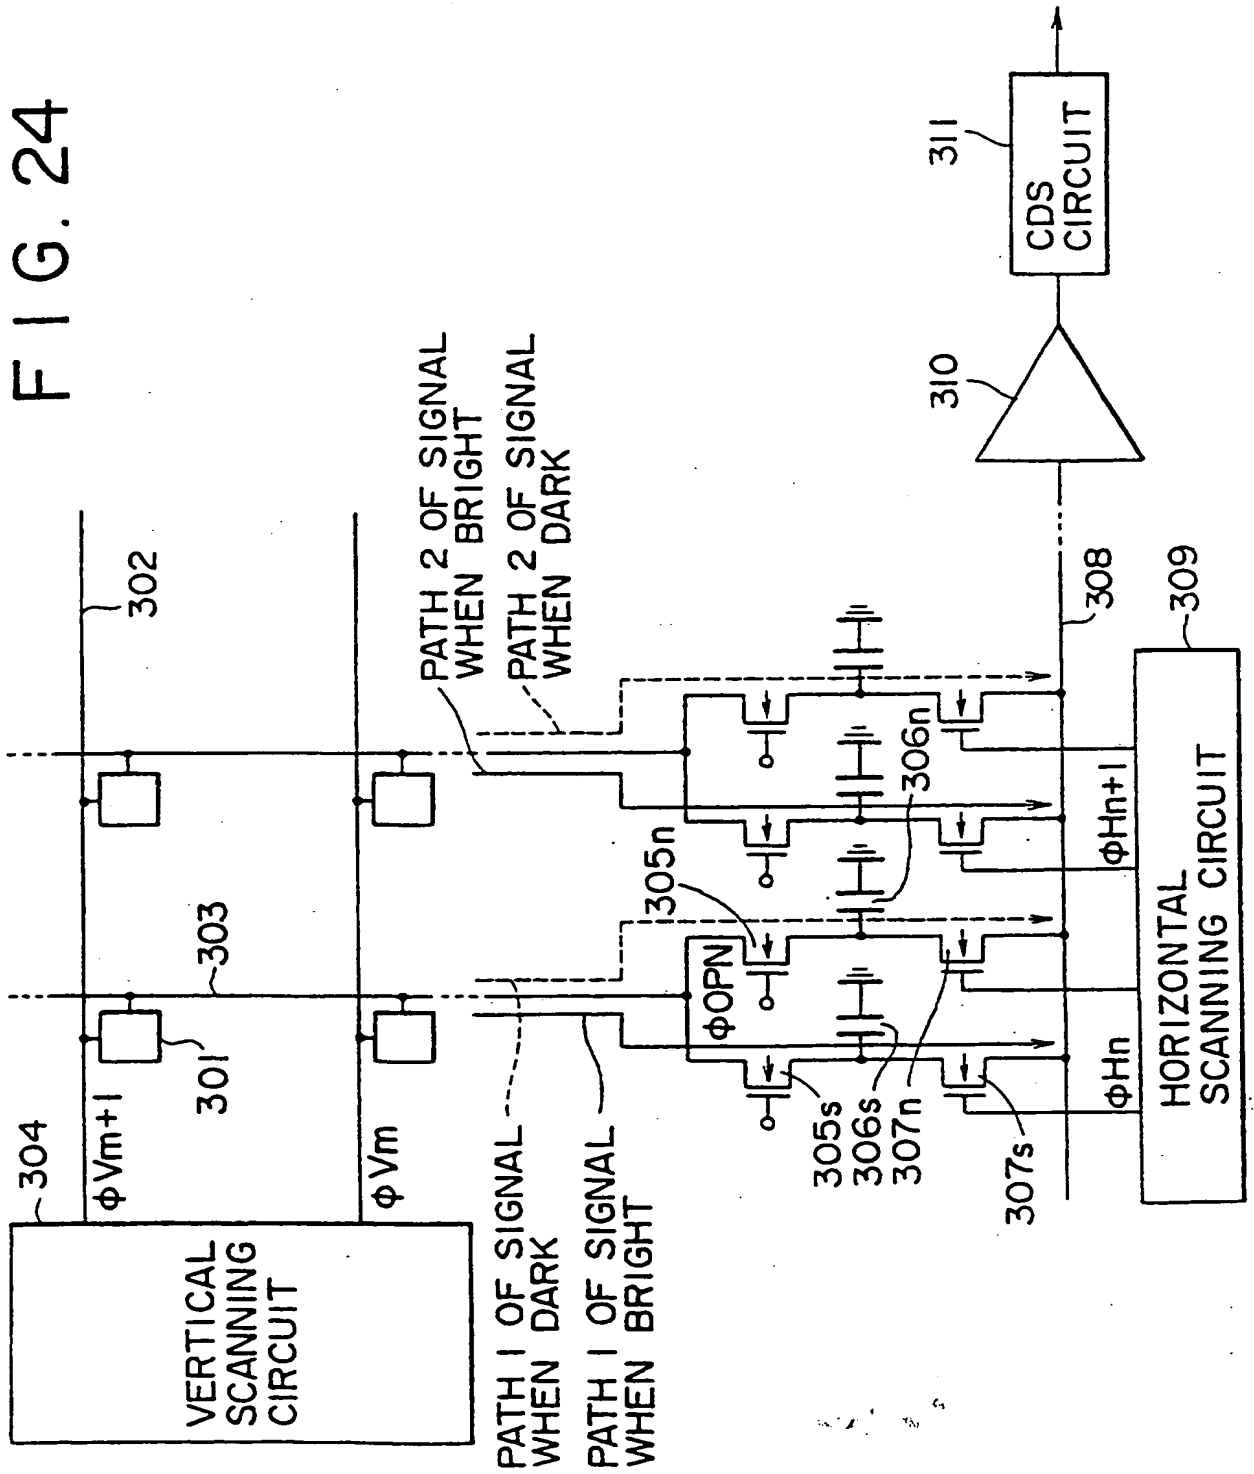 FIG. 24
304
VERTICAL
SCANNING
CIRCUIT
φVm+1
φVm
301
303
302
PATH 1 OF SIGNAL
WHEN DARK
PATH 1 OF SIGNAL
WHEN BRIGHT
PATH 2 OF SIGNAL
WHEN BRIGHT
PATH 2 OF SIGNAL
WHEN DARK
φOPN
305n
305s
306s
307n
306n
307s
φHn
φHn+1
308
309
HORIZONTAL
SCANNING CIRCUIT
310
311
CDS
CIRCUIT